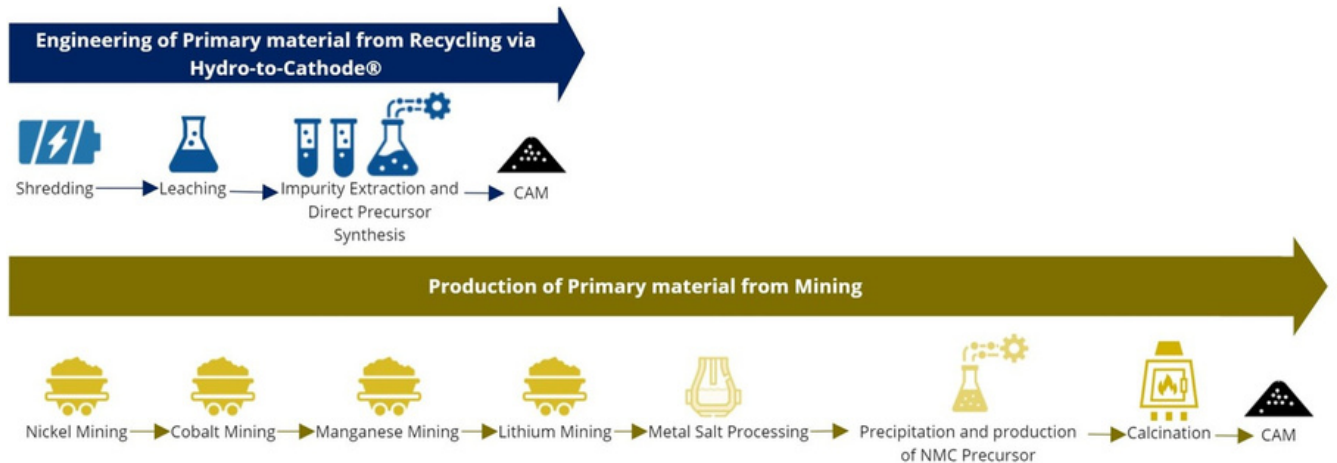 Engineering of Primary material from Recycling via
Hydro-to-Cathode®
Shredding
Leaching
Impurity Extraction and
Direct Precursor
Synthesis
CAM
Production of Primary material from Mining
Nickel Mining
Cobalt Mining
Manganese Mining
Lithium Mining
Metal Salt Processing
Precipitation and production
of NMC Precursor
Calcination
CAM